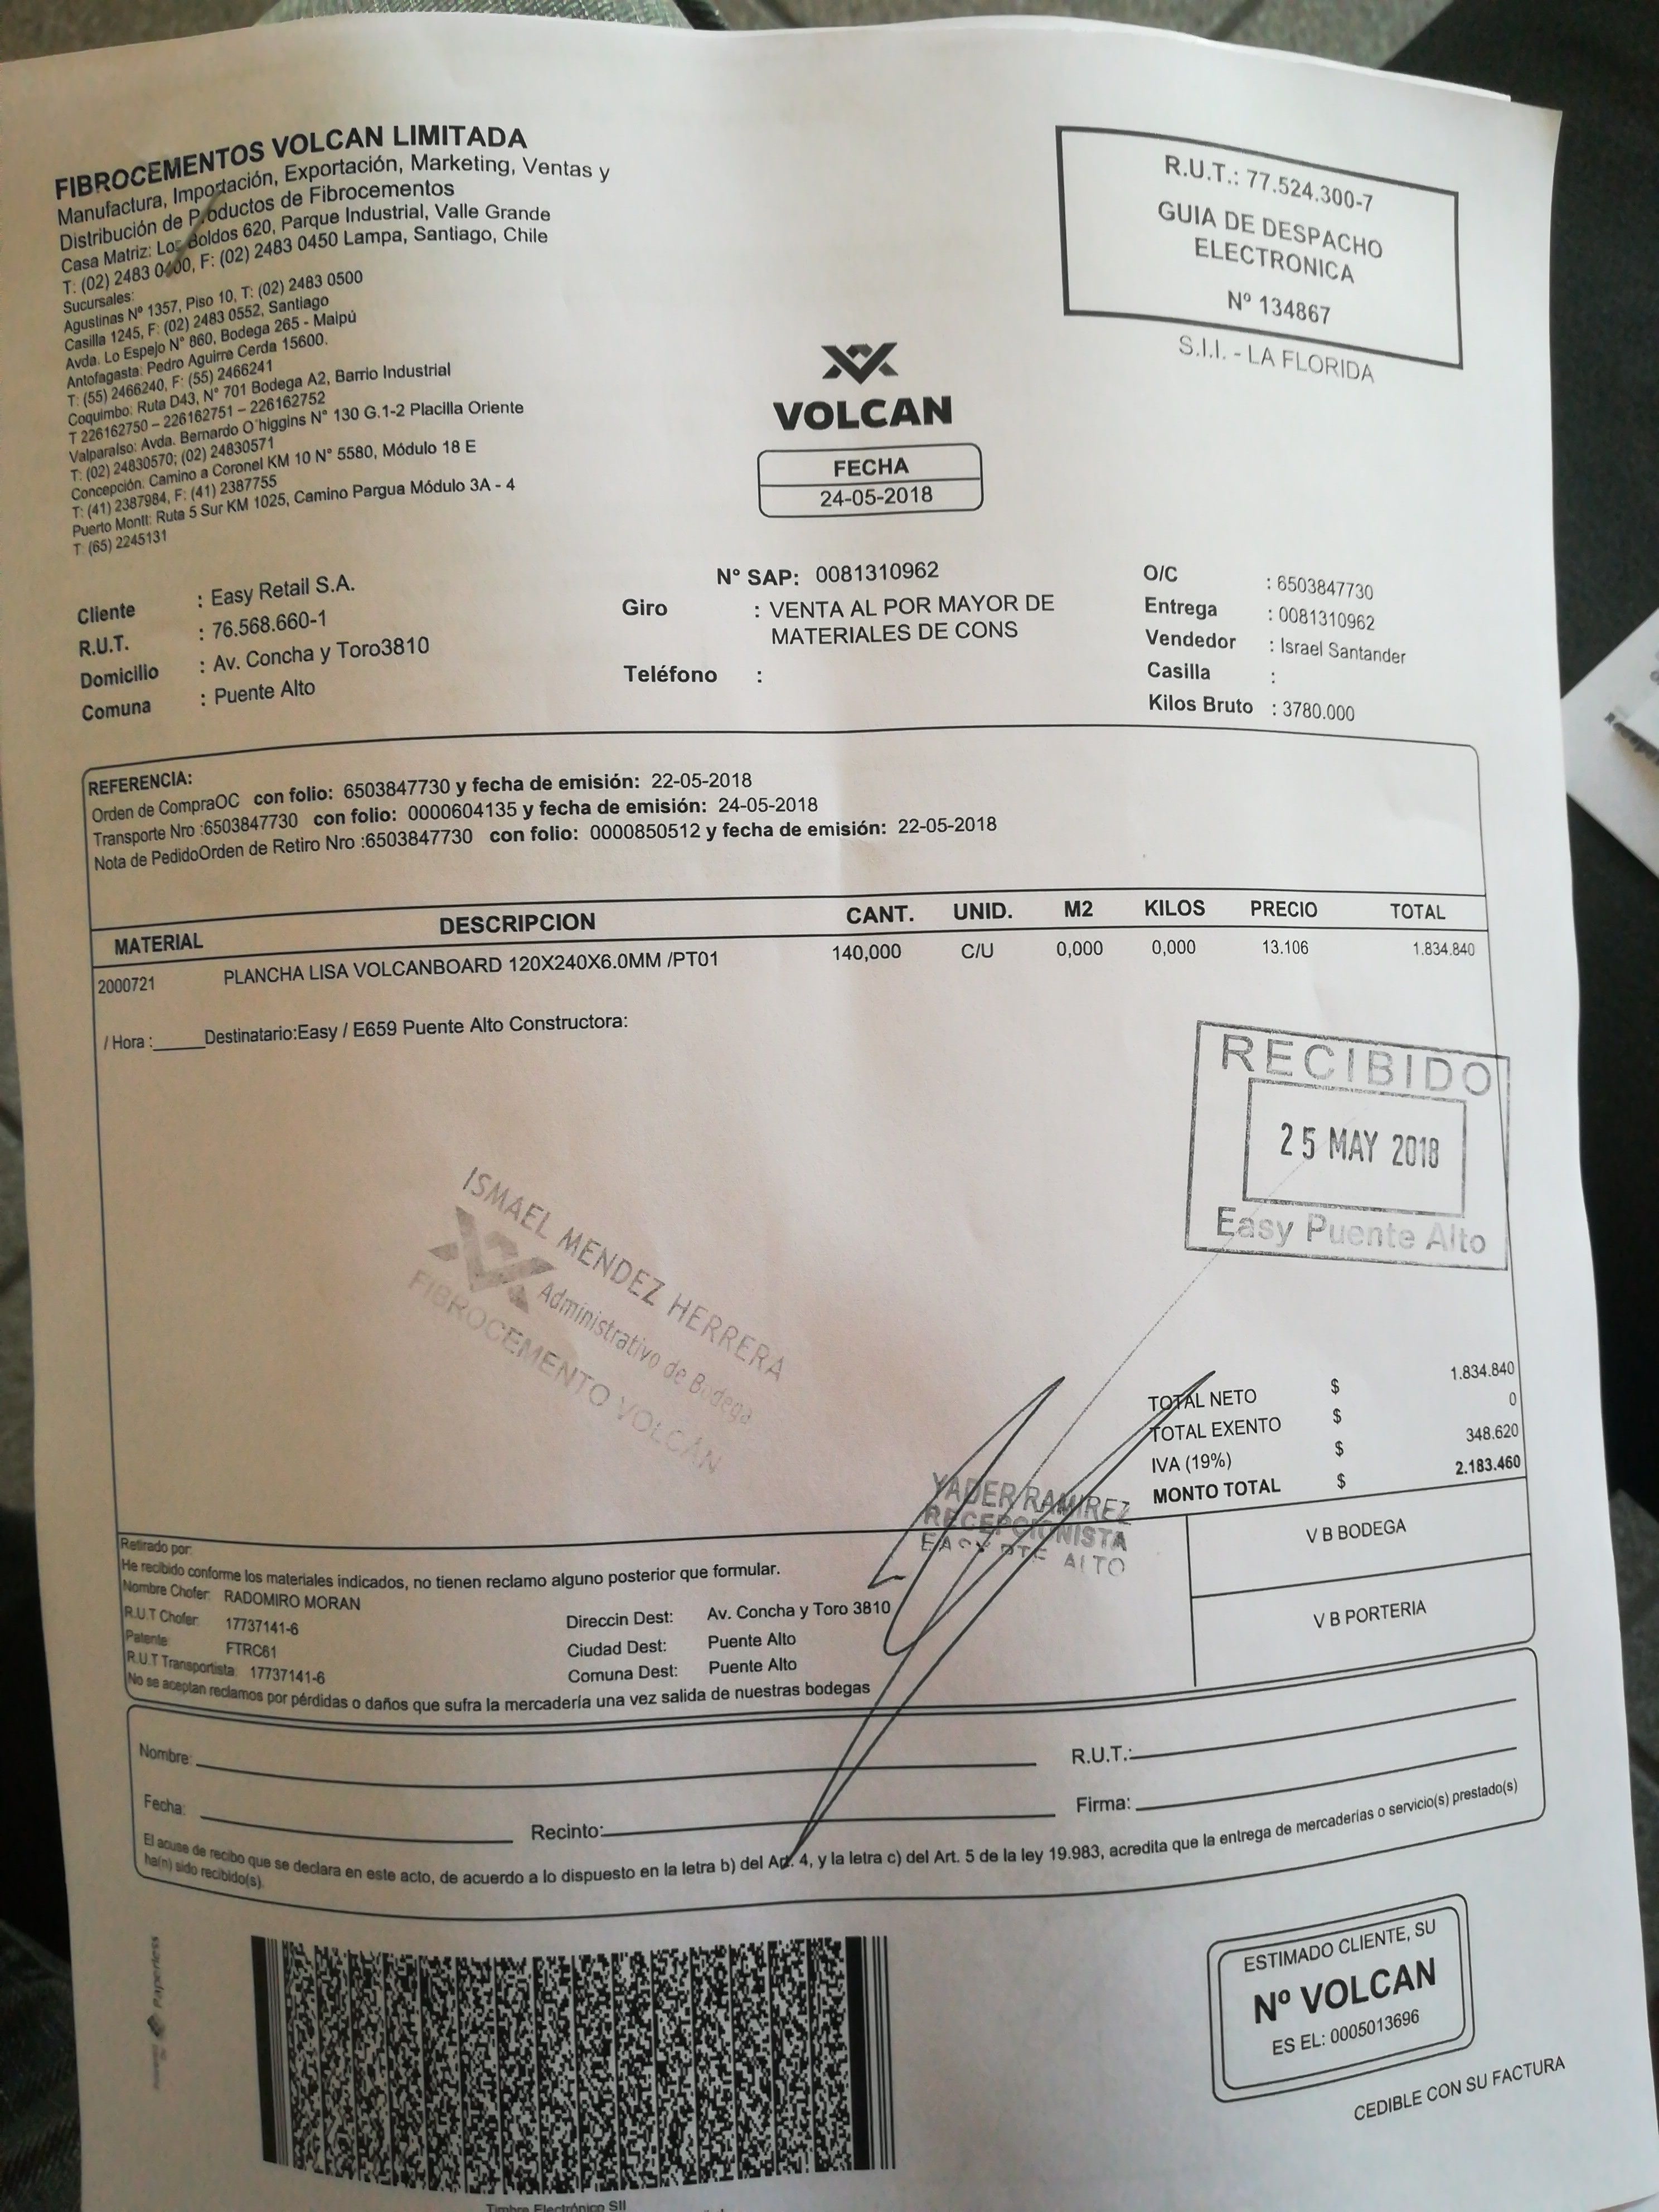 FIBROCEMENTOS VOLCAN LIMITADA
Manufactura, Importación, Exportación, Marketing, Ventas y
Distribución de Productos de Fibrocementos
Casa Matriz: Los Boldos 620, Parque Industrial, Valle Grande
T: (02) 2483 0400, F: (02) 2483 0450 Lampa, Santiago, Chile
Sucursales:
Agustinas Nº 1357, Piso 10, T: (02) 2483 0500
Casilla 1245, F: (02) 2483 0552, Santiago
Avda. Lo Espejo N° 860, Bodega 265 - Maipú
Antofagasta: Pedro Aguirre Cerda 15600.
T: (55) 2466240, F: (55) 2466241
Coquimbo: Ruta D43, N° 701 Bodega A2, Barrio Industrial
T 226162750 – 226162751 – 226162752
Valparaíso: Avda. Bernardo O´higgins N° 130 G.1-2 Placilla Oriente
T: (02) 24830570; (02) 24830571
Concepción. Camino a Coronel KM 10 N° 5580, Módulo 18 E
T: (41) 2387984, F: (41) 2387755
Puerto Montt: Ruta 5 Sur KM 1025, Camino Pargua Módulo 3A - 4
T: (65) 2245131
R.U.T.: 77.524.300-7
GUIA DE DESPACHO
ELECTRONICA
Nº 134867
S.I.I. - LA FLORIDA
VOLCAN
FECHA
24-05-2018
Cliente : Easy Retail S.A.
R.U.T. : 76.568.660-1
Domicilio : Av. Concha y Toro3810
Comuna : Puente Alto
N° SAP: 0081310962
Giro : VENTA AL POR MAYOR DE
MATERIALES DE CONS
Teléfono :
O/C : 6503847730
Entrega : 0081310962
Vendedor : Israel Santander
Casilla :
Kilos Bruto : 3780.000
REFERENCIA:
Orden de CompraOC con folio: 6503847730 y fecha de emisión: 22-05-2018
Transporte Nro :6503847730 con folio: 0000604135 y fecha de emisión: 24-05-2018
Nota de PedidoOrden de Retiro Nro :6503847730 con folio: 0000850512 y fecha de emisión: 22-05-2018
MATERIAL DESCRIPCION CANT. UNID. M2 KILOS PRECIO TOTAL
2000721 PLANCHA LISA VOLCANBOARD 120X240X6.0MM /PT01 140,000 C/U 0,000 0,000 13.106 1.834.840
/ Hora :_____Destinatario:Easy / E659 Puente Alto Constructora:
RECIBIDO
25 MAY 2018
Easy Puente Alto
ISMAEL MENDEZ HERRERA
Administrativo de Bodega
FIBROCEMENTO VOLCAN
TOTAL NETO $ 1.834.840
TOTAL EXENTO $ 0
IVA (19%) $ 348.620
MONTO TOTAL $ 2.183.460
YADER RAMIREZ
RECEPCIONISTA
EASY PTE ALTO
V B BODEGA
V B PORTERIA
Retirado por:
He recibido conforme los materiales indicados, no tienen reclamo alguno posterior que formular.
Nombre Chofer: RADOMIRO MORAN
R.U.T Chofer: 17737141-6
Patente: FTRC61
R.U.T Transportista: 17737141-6
Direccin Dest: Av. Concha y Toro 3810
Ciudad Dest: Puente Alto
Comuna Dest: Puente Alto
No se aceptan reclamos por pérdidas o daños que sufra la mercadería una vez salida de nuestras bodegas
Nombre: R.U.T.:
Fecha: Recinto: Firma:
El acuse de recibo que se declara en este acto, de acuerdo a lo dispuesto en la letra b) del Art. 4, y la letra c) del Art. 5 de la ley 19.983, acredita que la entrega de mercaderías o servicio(s) prestado(s)
ha(n) sido recibido(s).
Paperless
ESTIMADO CLIENTE, SU
Nº VOLCAN
ES EL: 0005013696
CEDIBLE CON SU FACTURA
Timbre Electrónico SII